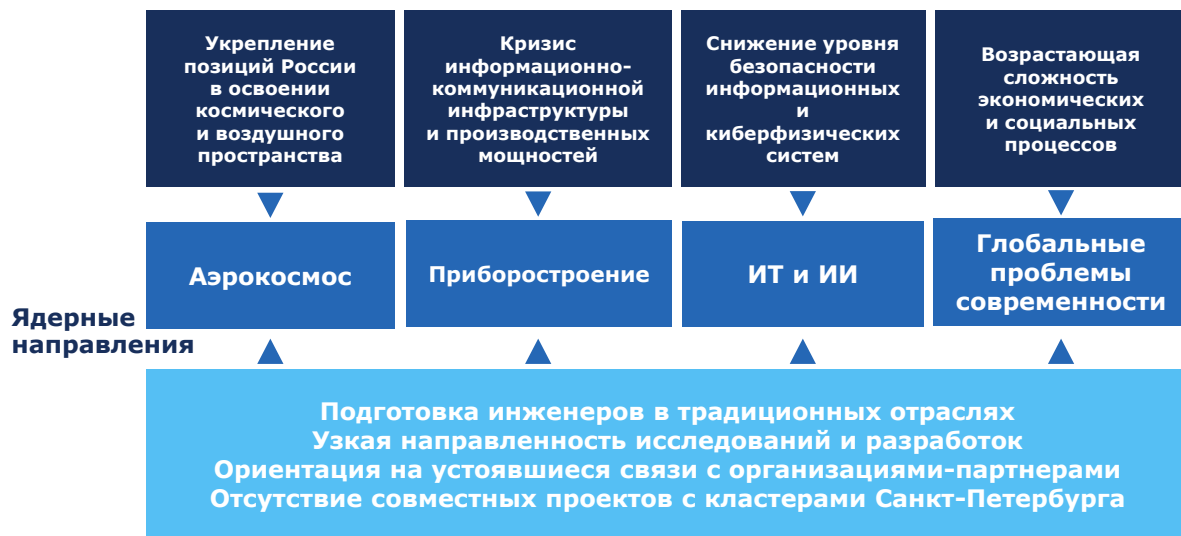 Укрепление
позиций России
в освоении
космического
и воздушного
пространства
Кризис
информационно-
коммуникационной
инфраструктуры
и производственных
мощностей
Снижение уровня
безопасности
информационных
и
киберфизических
систем
Возрастающая
сложность
экономических
и социальных
процессов
Аэрокосмос
Приборостроение
ИТ и ИИ
Глобальные
проблемы
современности
Ядерные
направления
Подготовка инженеров в традиционных отраслях
Узкая направленность исследований и разработок
Ориентация на устоявшиеся связи с организациями-партнерами
Отсутствие совместных проектов с кластерами Санкт-Петербурга